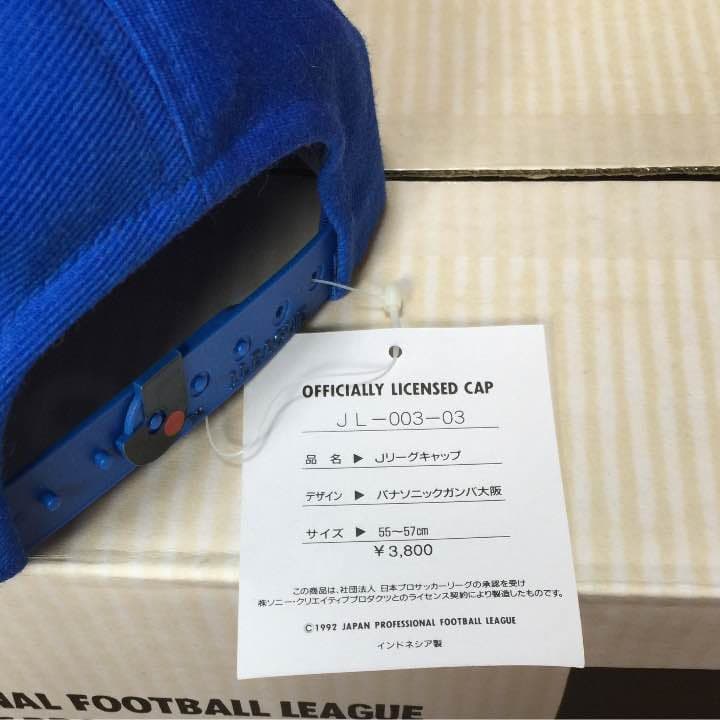 OFFICIALLY LICENSED CAP
JL-003-03
品名 ▶ Jリーグキャップ
デザイン ▶ パナソニックガンバ大阪
サイズ ▶ 55〜57cm
￥3,800
この商品は、社団法人 日本プロサッカーリーグの承認を受け
㈱ソニー・クリエイティブプロダクツとのライセンス契約により製造したものです。
Ⓒ1992 JAPAN PROFESSIONAL FOOTBALL LEAGUE
インドネシア製
FOOTBALL LEAGUE